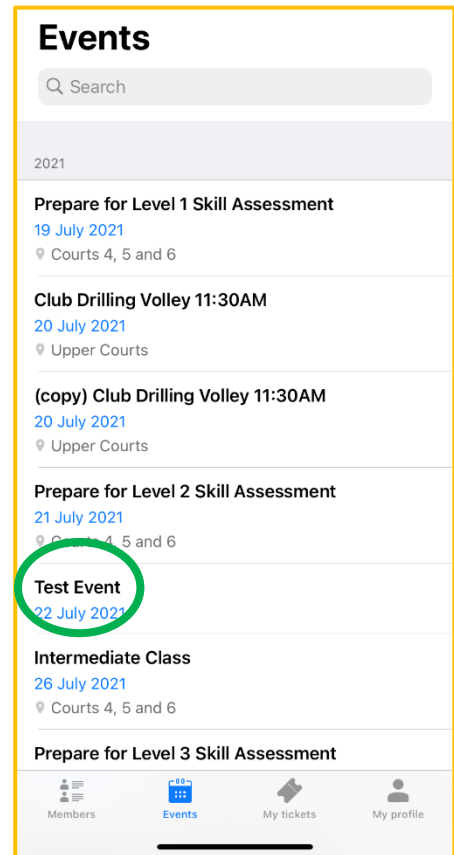 Events
Search
2021
Prepare for Level 1 Skill Assessment
19 July 2021
Courts 4, 5 and 6
Club Drilling Volley 11:30AM
20 July 2021
Upper Courts
(copy) Club Drilling Volley 11:30AM
20 July 2021
Upper Courts
Prepare for Level 2 Skill Assessment
21 July 2021
Courts 4, 5 and 6
Test Event
22 July 2021
Intermediate Class
26 July 2021
Courts 4, 5 and 6
Prepare for Level 3 Skill Assessment
Members Events My tickets My profile